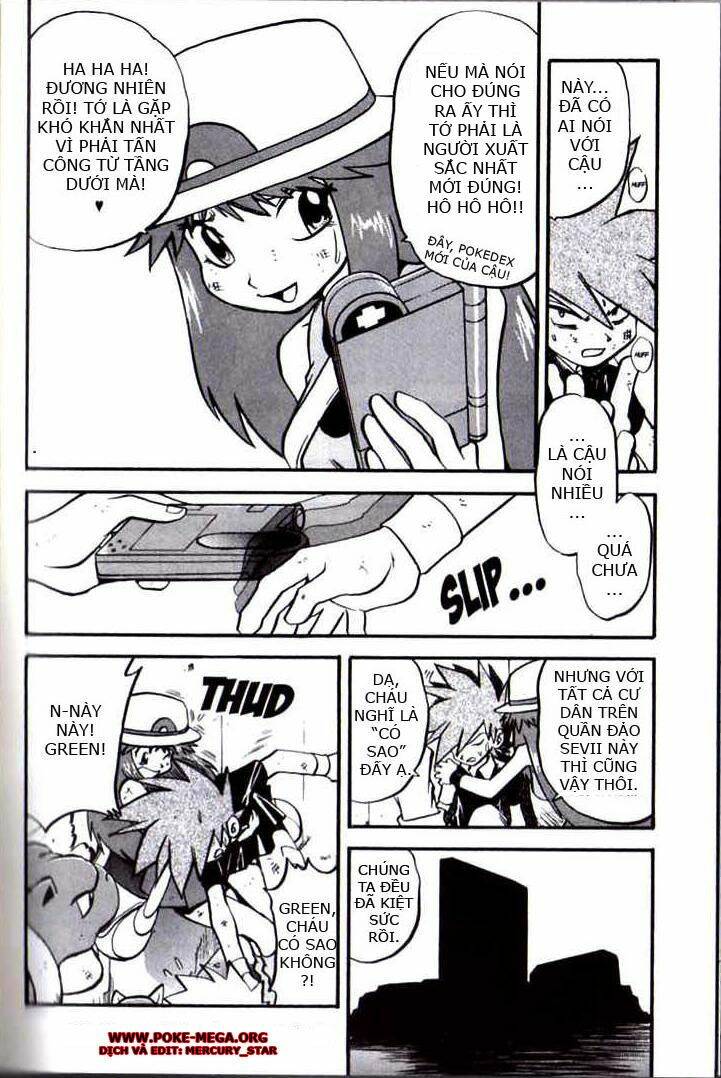 NÀY...
ĐÃ CÓ
AI NÓI
VỚI
CẬU
...
HUFF
HUFF
...
LÀ CẬU
NÓI
NHIỀU
...
...
QUÁ
CHƯA
...
NẾU MÀ NÓI
CHO ĐÚNG
RA ẤY THÌ
TỚ PHẢI LÀ
NGƯỜI XUẤT
SẮC NHẤT
MỚI ĐÚNG!
HÔ HÔ HÔ!!
ĐÂY, POKEDEX
MỚI CỦA CẬU!
HA HA HA!
ĐƯƠNG NHIÊN
RỒI! TỚ LÀ GẶP
KHÓ KHĂN NHẤT
VÌ PHẢI TẤN
CÔNG TỪ TẦNG
DƯỚI MÀ!
♥
SLIP...
THUD
N-NÀY
NÀY!
GREEN!
GREEN,
CHÁU
CÓ SAO
KHÔNG
?!
NHƯNG VỚI
TẤT CẢ CƯ
DÂN TRÊN
QUẦN ĐẢO
SEVII NÀY
THÌ CŨNG
VẬY THÔI.
DẠ,
CHÁU
NGHĨ LÀ
“CÓ
SAO”
ĐẤY Ạ..
CHÚNG
TA ĐỀU
ĐÃ KIỆT
SỨC
RỒI.
WWW.POKE-MEGA.ORG
DỊCH VÀ EDIT: MERCURY_STAR